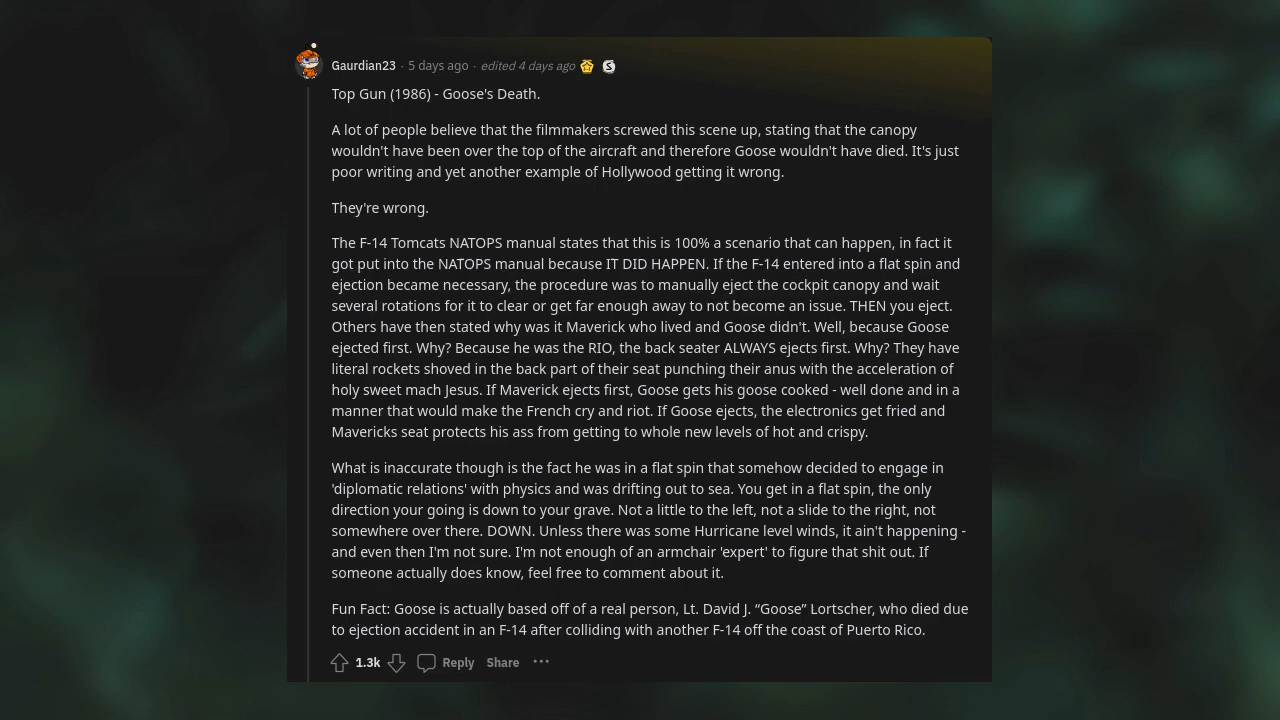 Gaurdian23 · 5 days ago · edited 4 days ago
Top Gun (1986) - Goose's Death.
A lot of people believe that the filmmakers screwed this scene up, stating that the canopy
wouldn't have been over the top of the aircraft and therefore Goose wouldn't have died. It's just
poor writing and yet another example of Hollywood getting it wrong.
They're wrong.
The F-14 Tomcats NATOPS manual states that this is 100% a scenario that can happen, in fact it
got put into the NATOPS manual because IT DID HAPPEN. If the F-14 entered into a flat spin and
ejection became necessary, the procedure was to manually eject the cockpit canopy and wait
several rotations for it to clear or get far enough away to not become an issue. THEN you eject.
Others have then stated why was it Maverick who lived and Goose didn't. Well, because Goose
ejected first. Why? Because he was the RIO, the back seater ALWAYS ejects first. Why? They have
literal rockets shoved in the back part of their seat punching their anus with the acceleration of
holy sweet mach Jesus. If Maverick ejects first, Goose gets his goose cooked - well done and in a
manner that would make the French cry and riot. If Goose ejects, the electronics get fried and
Mavericks seat protects his ass from getting to whole new levels of hot and crispy.
What is inaccurate though is the fact he was in a flat spin that somehow decided to engage in
'diplomatic relations' with physics and was drifting out to sea. You get in a flat spin, the only
direction your going is down to your grave. Not a little to the left, not a slide to the right, not
somewhere over there. DOWN. Unless there was some Hurricane level winds, it ain't happening -
and even then I'm not sure. I'm not enough of an armchair 'expert' to figure that shit out. If
someone actually does know, feel free to comment about it.
Fun Fact: Goose is actually based off of a real person, Lt. David J. “Goose” Lortscher, who died due
to ejection accident in an F-14 after colliding with another F-14 off the coast of Puerto Rico.
1.3k Reply Share ···